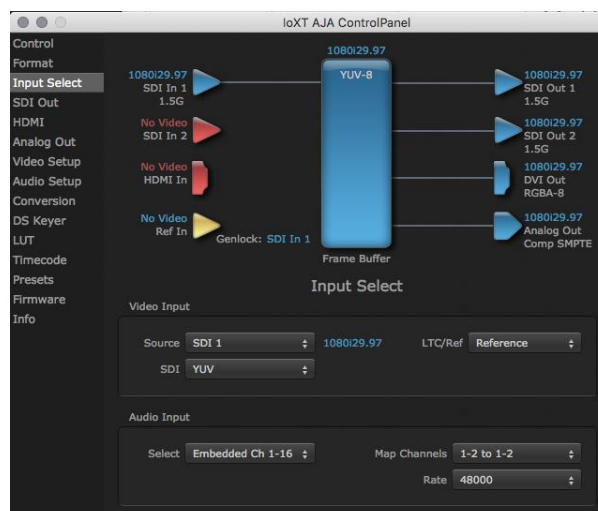 IoXT AJA ControlPanel
Control
Format
Input Select
SDI Out
HDMI
Analog Out
Video Setup
Audio Setup
Conversion
DS Keyer
LUT
Timecode
Presets
Firmware
Info
1080i29.97
YUV-8
1080i29.97
SDI In 1
1.5G
No Video
SDI In 2
No Video
HDMI In
No Video
Ref In
Genlock: SDI In 1
Frame Buffer
1080i29.97
SDI Out 1
1.5G
1080i29.97
SDI Out 2
1.5G
1080i29.97
DVI Out
RGBA-8
1080i29.97
Analog Out
Comp SMPTE
Input Select
Video Input
Source SDI 1 1080i29.97 LTC/Ref Reference
SDI YUV
Audio Input
Select Embedded Ch 1-16 Map Channels 1-2 to 1-2
Rate 48000